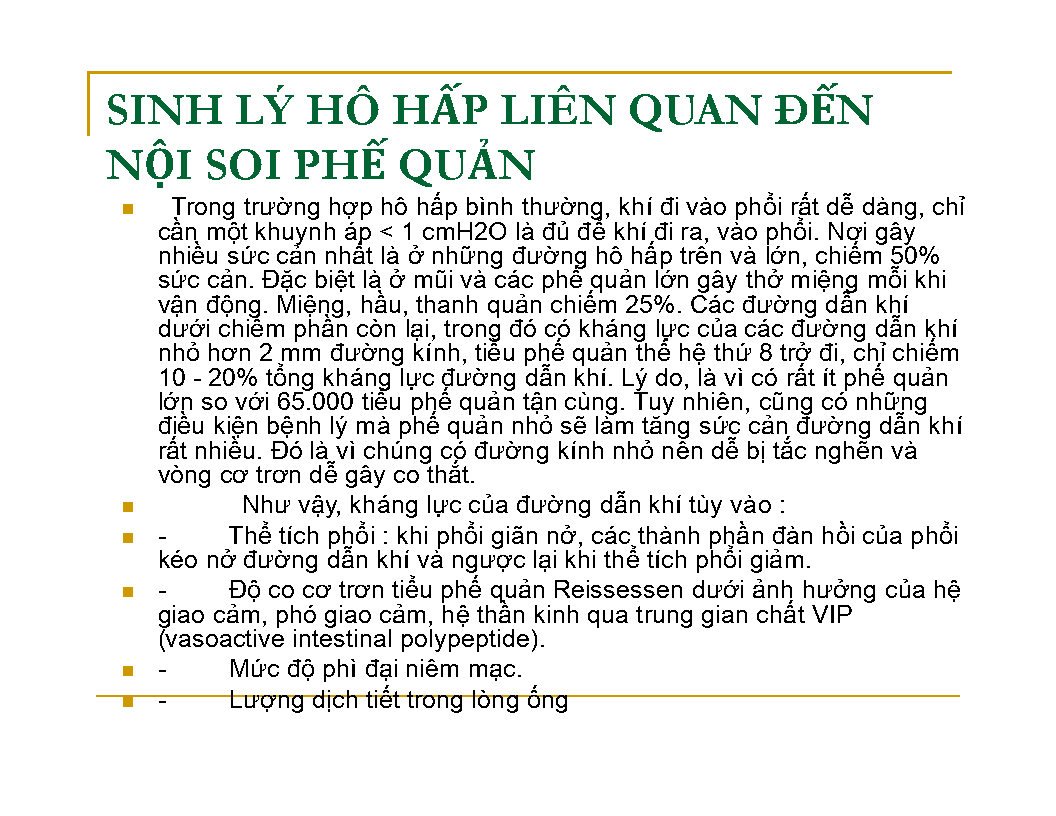 SINH LÝ HÔ HẤP LIÊN QUAN ĐẾN
NỘI SOI PHẾ QUẢN
Trong trường hợp hô hấp bình thường, khí đi vào phổi rất dễ dàng, chỉ
cần một khuynh áp < 1 cmH2O là đủ để khí đi ra, vào phổi. Nơi gây
nhiều sức cản nhất là ở những đường hô hấp trên và lớn, chiếm 50%
sức cản. Đặc biệt là ở mũi và các phế quản lớn gây thở miệng mỗi khi
vận động. Miệng, hầu, thanh quản chiếm 25%. Các đường dẫn khí
dưới chiếm phần còn lại, trong đó có kháng lực của các đường dẫn khí
nhỏ hơn 2 mm đường kính, tiểu phế quản thế hệ thứ 8 trở đi, chỉ chiếm
10 - 20% tổng kháng lực đường dẫn khí. Lý do, là vì có rất ít phế quản
lớn so với 65.000 tiểu phế quản tận cùng. Tuy nhiên, cũng có những
điều kiện bệnh lý mà phế quản nhỏ sẽ làm tăng sức cản đường dẫn khí
rất nhiều. Đó là vì chúng có đường kính nhỏ nên dễ bị tắc nghẽn và
vòng cơ trơn dễ gây co thắt.
Như vậy, kháng lực của đường dẫn khí tùy vào :
- Thể tích phổi : khi phổi giãn nở, các thành phần đàn hồi của phổi
kéo nở đường dẫn khí và ngược lại khi thể tích phổi giảm.
- Độ co cơ trơn tiểu phế quản Reissessen dưới ảnh hưởng của hệ
giao cảm, phó giao cảm, hệ thần kinh qua trung gian chất VIP
(vasoactive intestinal polypeptide).
- Mức độ phì đại niêm mạc.
- Lượng dịch tiết trong lòng ống